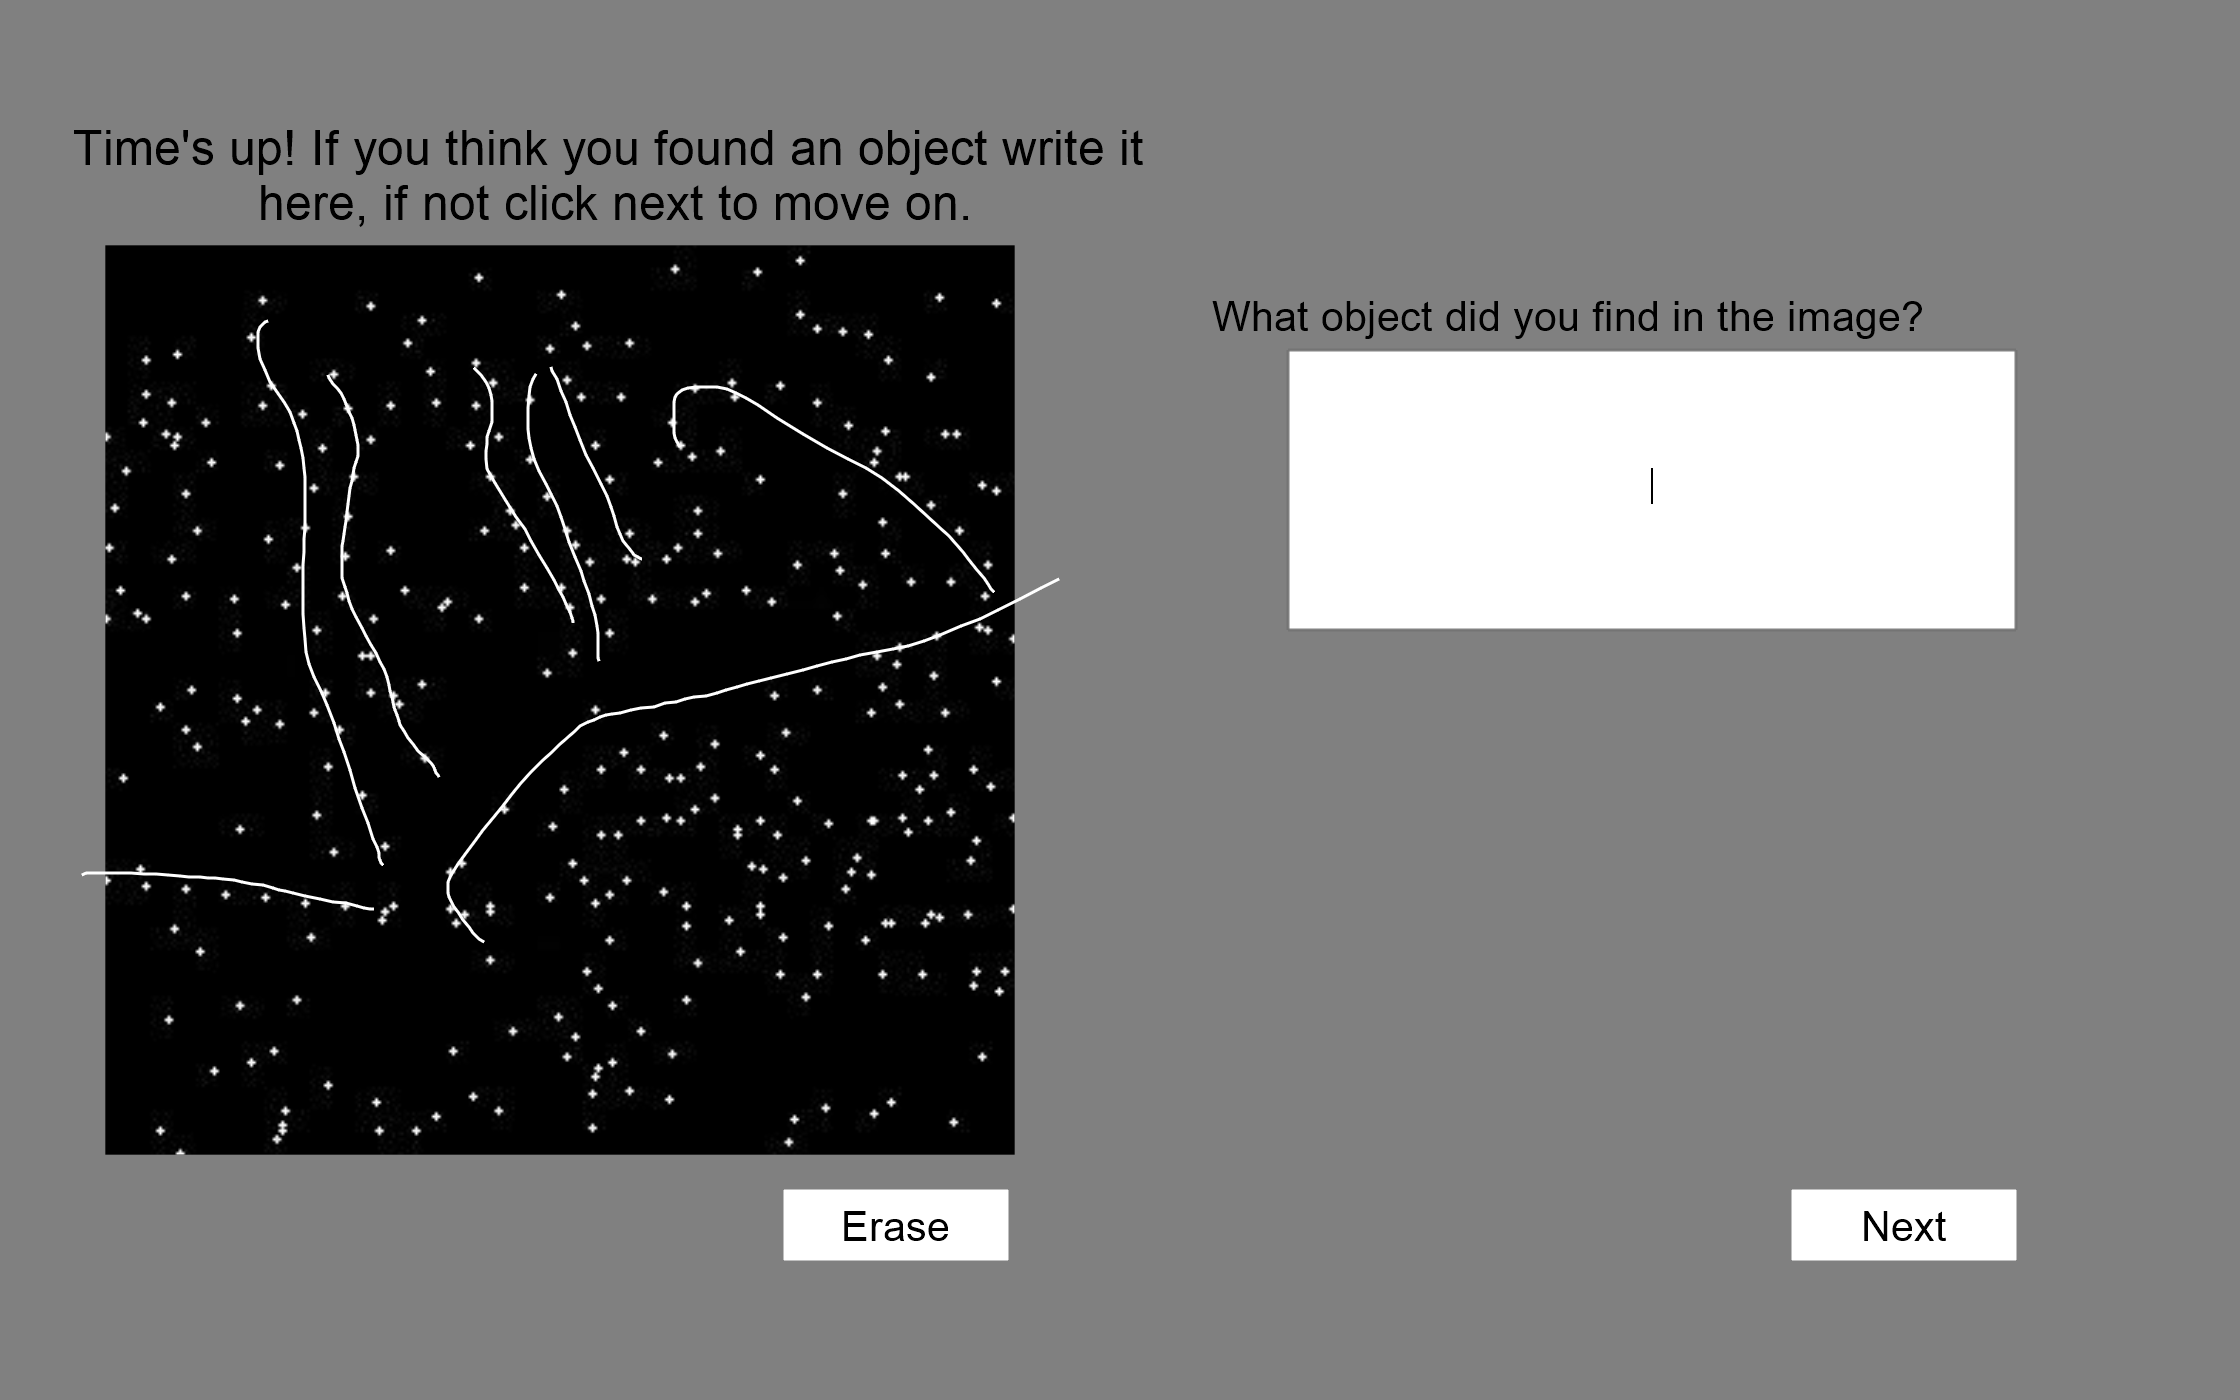 Time's up! If you think you found an object write it
here, if not click next to move on.
What object did you find in the image?
Erase
Next